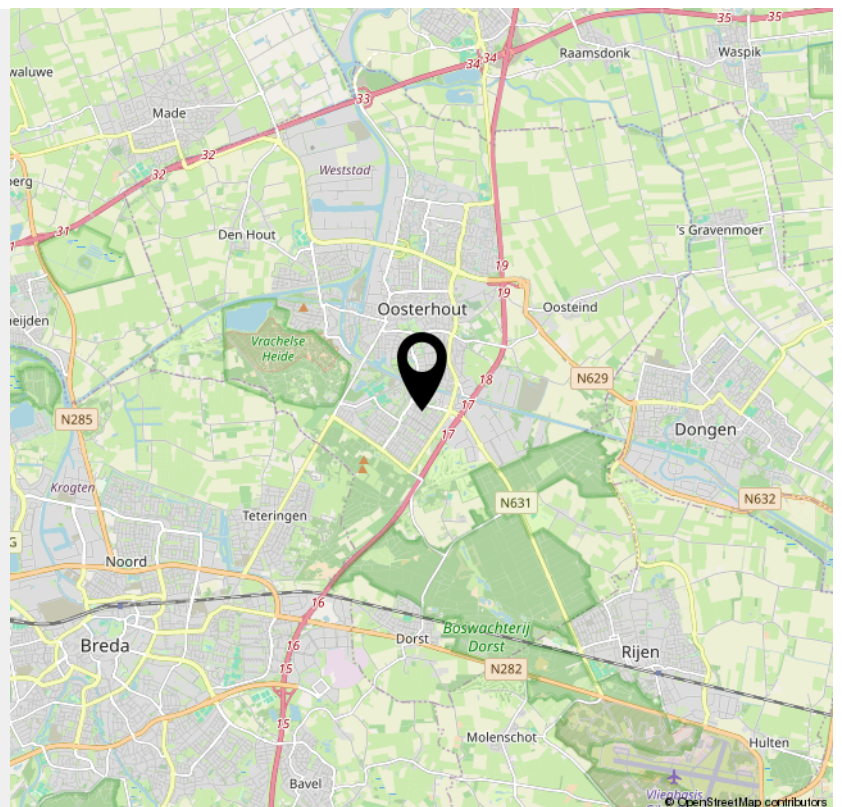 35
35
Raamsdonk
Waspik
34
34
waluwe
33
Made
32
32
Weststad
berg
31
Den Hout
's Gravenmoer
19
19
Oosterhout
Oosteind
eijden
Vrachelse
Heide
18
N629
17
N285
17
Dongen
Krogten
N631
N632
Teteringen
G
Noord
16
16
Breda
Dorst
Boswachterij
Dorst
Rijen
15
N282
15
Molenschot
Hulten
Bavel
Vliegbasis
© OpenStreetMap contributors